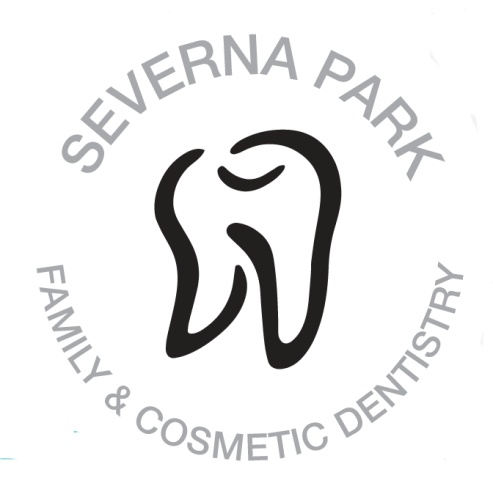 SEVERNA PARK
FAMILY & COSMETIC DENTISTRY